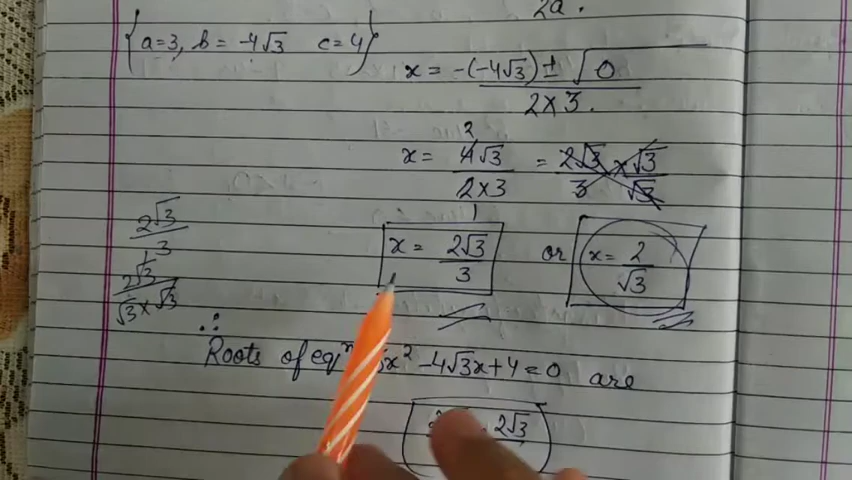 2a.
{a=3, b = -4√3 c=4}
x = -(-4√3) ± √0
2×3.
2
x = 4√3 = 2√3 × √3
2×3 3 √3
1
2√3
3
x = 2√3/3 or x = 2/√3
2√3
√3 × √3
∴
Roots of eqⁿ x² -4√3x+4=0 are
2√3